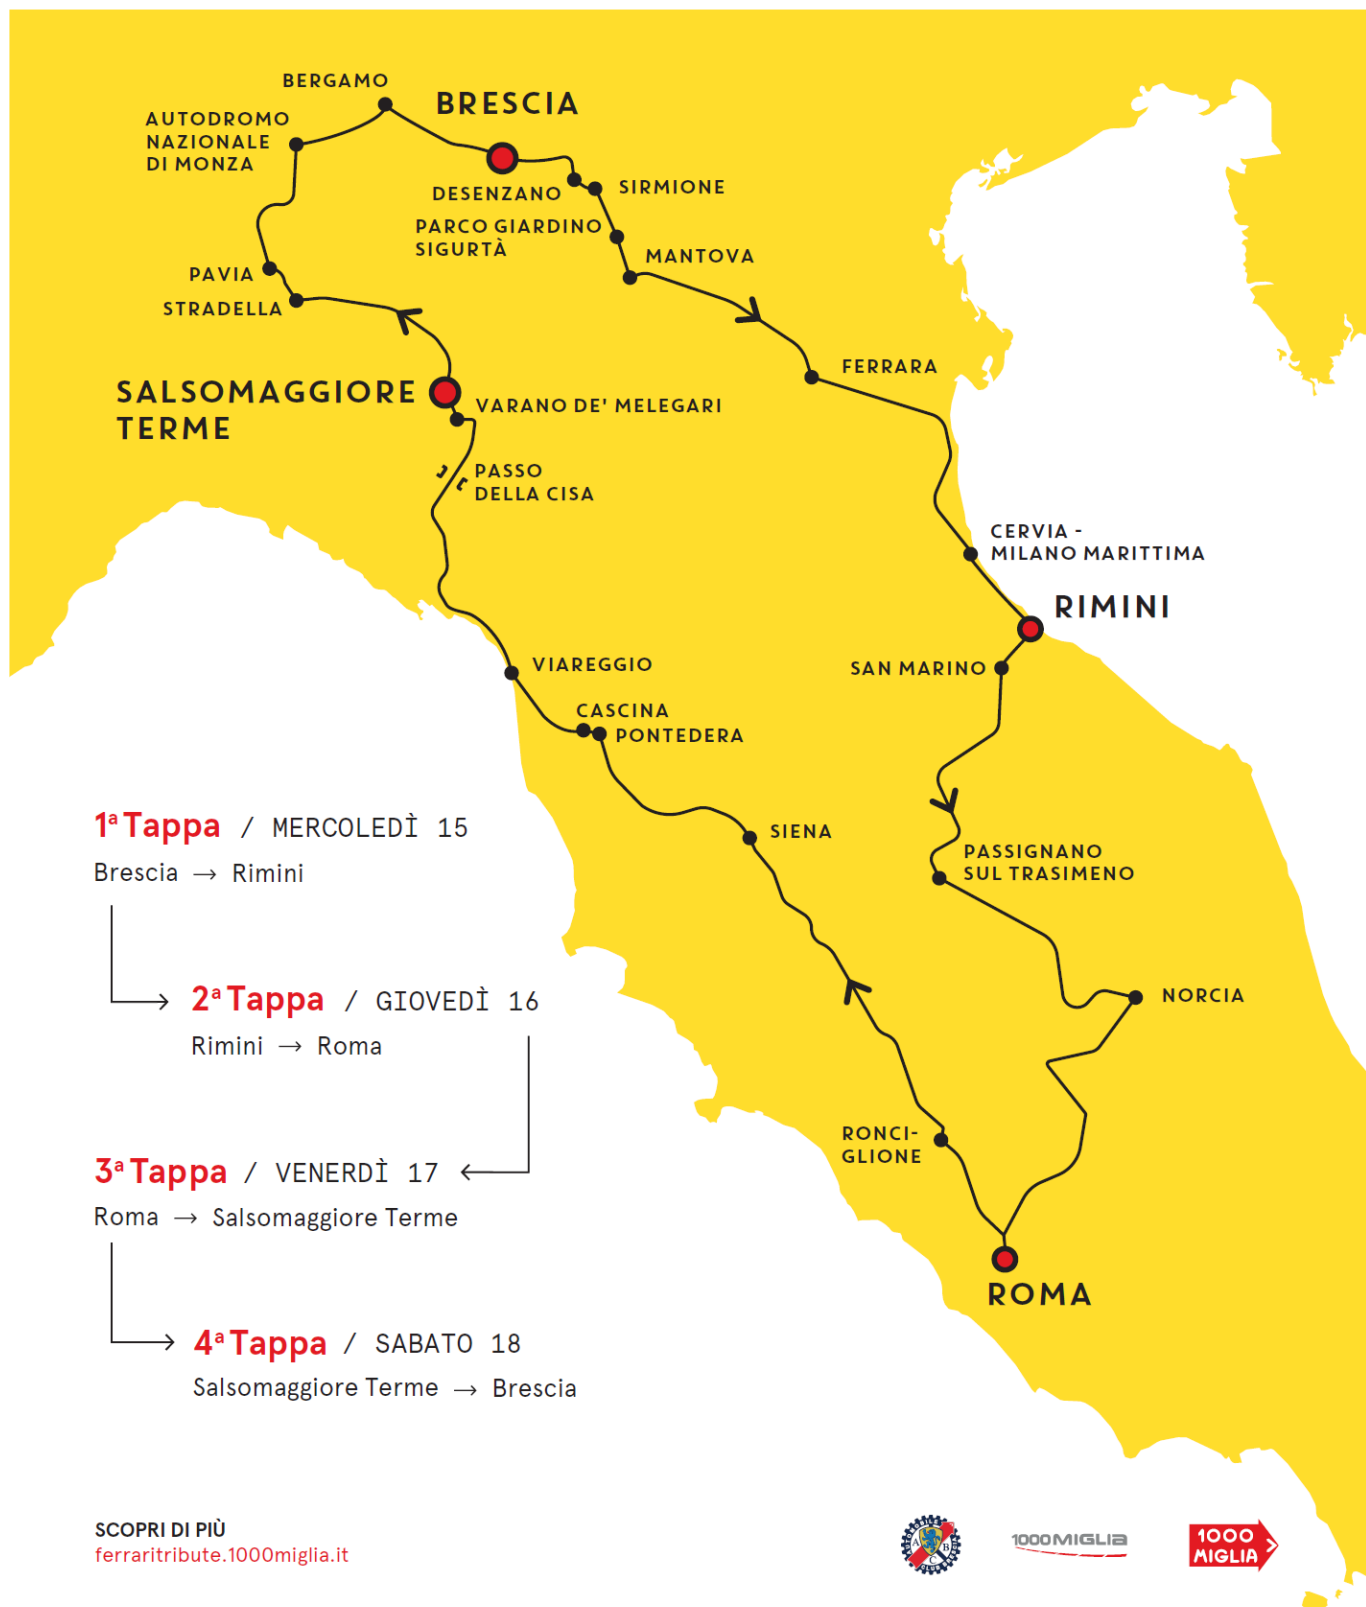 BERGAMO
BRESCIA
AUTODROMO
NAZIONALE
DI MONZA
DESENZANO
SIRMIONE
PARCO GIARDINO
SIGURTÀ
MANTOVA
PAVIA
STRADELLA
FERRARA
SALSOMAGGIORE
TERME
VARANO DE' MELEGARI
PASSO
DELLA CISA
CERVIA -
MILANO MARITTIMA
RIMINI
VIAREGGIO
SAN MARINO
CASCINA
PONTEDERA
SIENA
PASSIGNANO
SUL TRASIMENO
NORCIA
RONCI-
GLIONE
ROMA
1ª Tappa / MERCOLEDÌ 15
Brescia → Rimini
2ª Tappa / GIOVEDÌ 16
Rimini → Roma
3ª Tappa / VENERDÌ 17
Roma → Salsomaggiore Terme
4ª Tappa / SABATO 18
Salsomaggiore Terme → Brescia
SCOPRI DI PIÙ
ferraritribute.1000miglia.it
1000MIGLIA
1000
MIGLIA